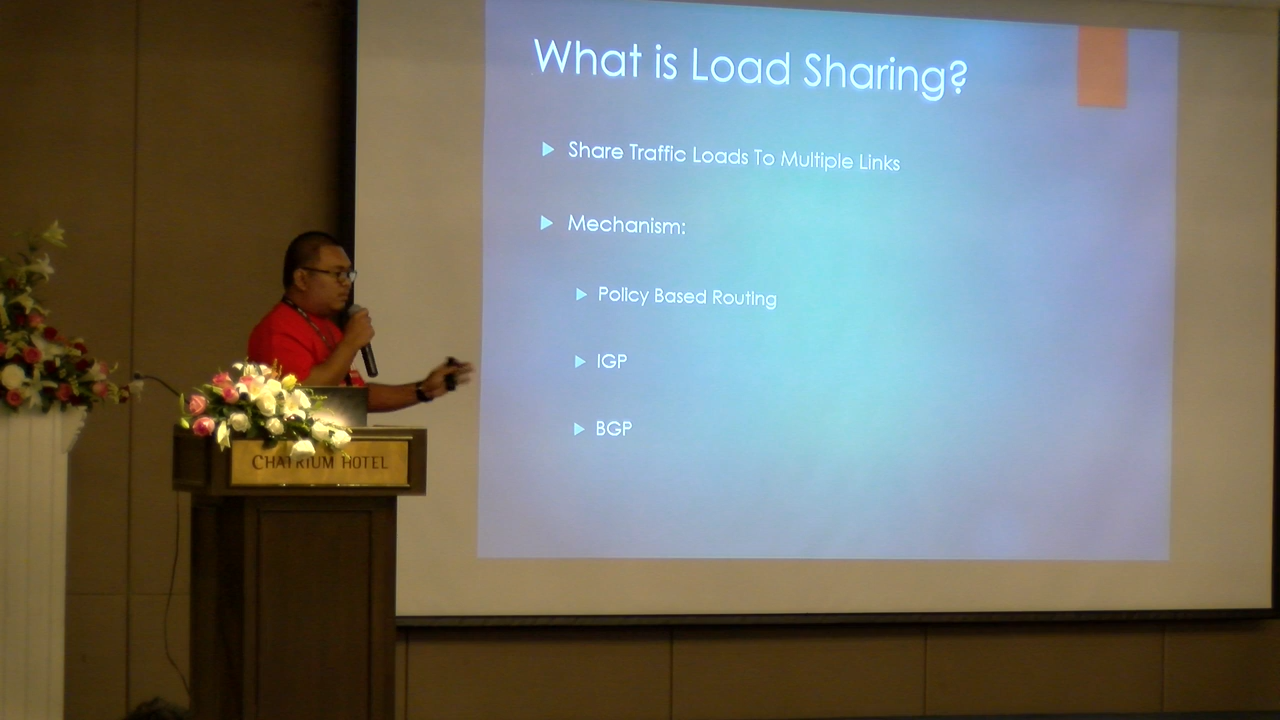 What is Load Sharing?
Share Traffic Loads To Multiple Links
Mechanism:
Policy Based Routing
IGP
BGP
CHATRIUM HOTEL